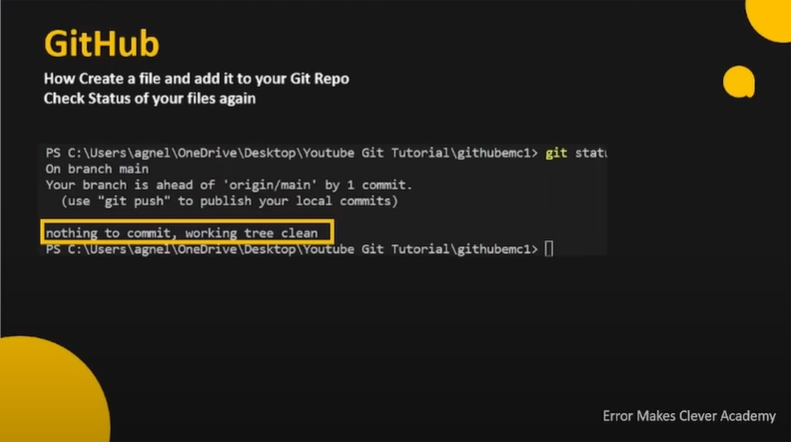 GitHub
How Create a file and add it to your Git Repo
Check Status of your files again
PS C:\Users\agnel\OneDrive\Desktop\Youtube Git Tutorial\githubemc1> git statu
On branch main
Your branch is ahead of 'origin/main' by 1 commit.
(use "git push" to publish your local commits)
nothing to commit, working tree clean
PS C:\Users\agnel\OneDrive\Desktop\Youtube Git Tutorial\githubemc1>
Error Makes Clever Academy